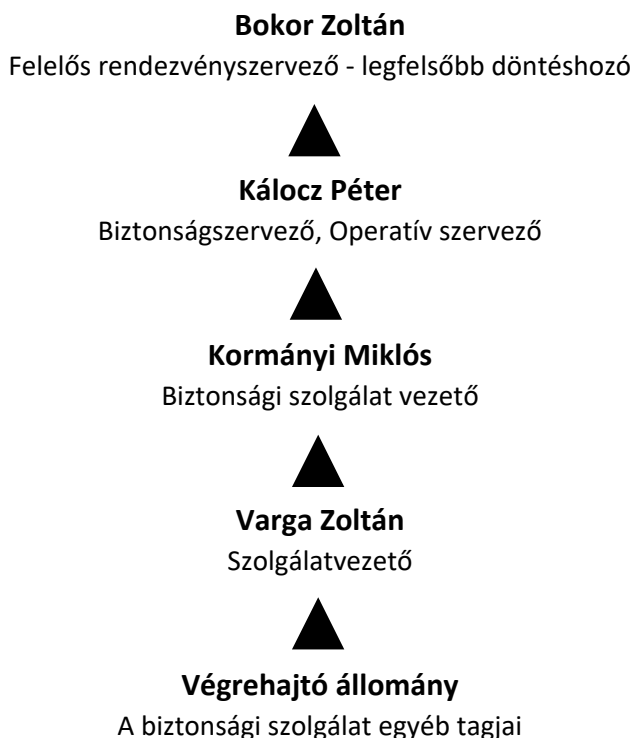 Bokor Zoltán
Felelős rendezvényszervező - legfelsőbb döntéshozó
Kálocz Péter
Biztonságszervező, Operatív szervező
Kormányi Miklós
Biztonsági szolgálat vezető
Varga Zoltán
Szolgálatvezető
Végrehajtó állomány
A biztonsági szolgálat egyéb tagjai